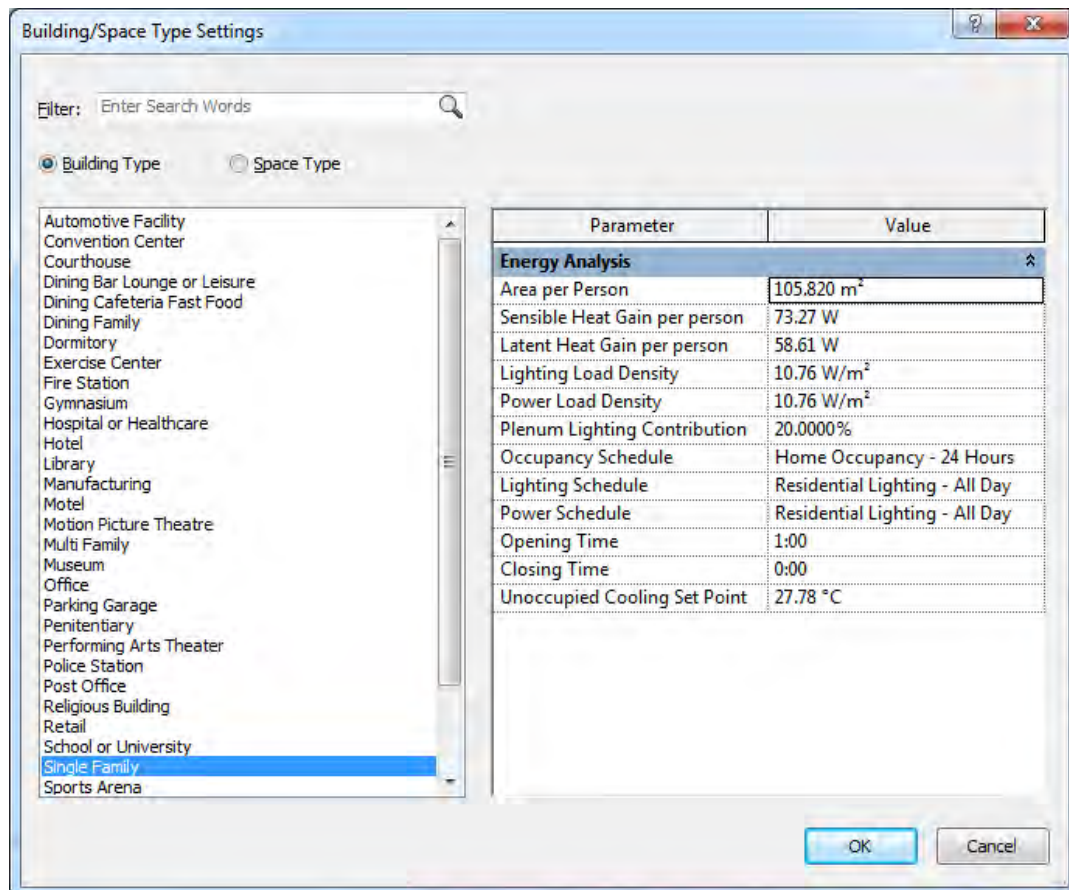 Building/Space Type Settings
Filter: Enter Search Words
Building Type Space Type
Automotive Facility
Convention Center
Courthouse
Dining Bar Lounge or Leisure
Dining Cafeteria Fast Food
Dining Family
Dormitory
Exercise Center
Fire Station
Gymnasium
Hospital or Healthcare
Hotel
Library
Manufacturing
Motel
Motion Picture Theatre
Multi Family
Museum
Office
Parking Garage
Penitentiary
Performing Arts Theater
Police Station
Post Office
Religious Building
Retail
School or University
Single Family
Sports Arena
Parameter Value
Energy Analysis
Area per Person 105.820 m²
Sensible Heat Gain per person 73.27 W
Latent Heat Gain per person 58.61 W
Lighting Load Density 10.76 W/m²
Power Load Density 10.76 W/m²
Plenum Lighting Contribution 20.0000%
Occupancy Schedule Home Occupancy - 24 Hours
Lighting Schedule Residential Lighting - All Day
Power Schedule Residential Lighting - All Day
Opening Time 1:00
Closing Time 0:00
Unoccupied Cooling Set Point 27.78 °C
OK Cancel